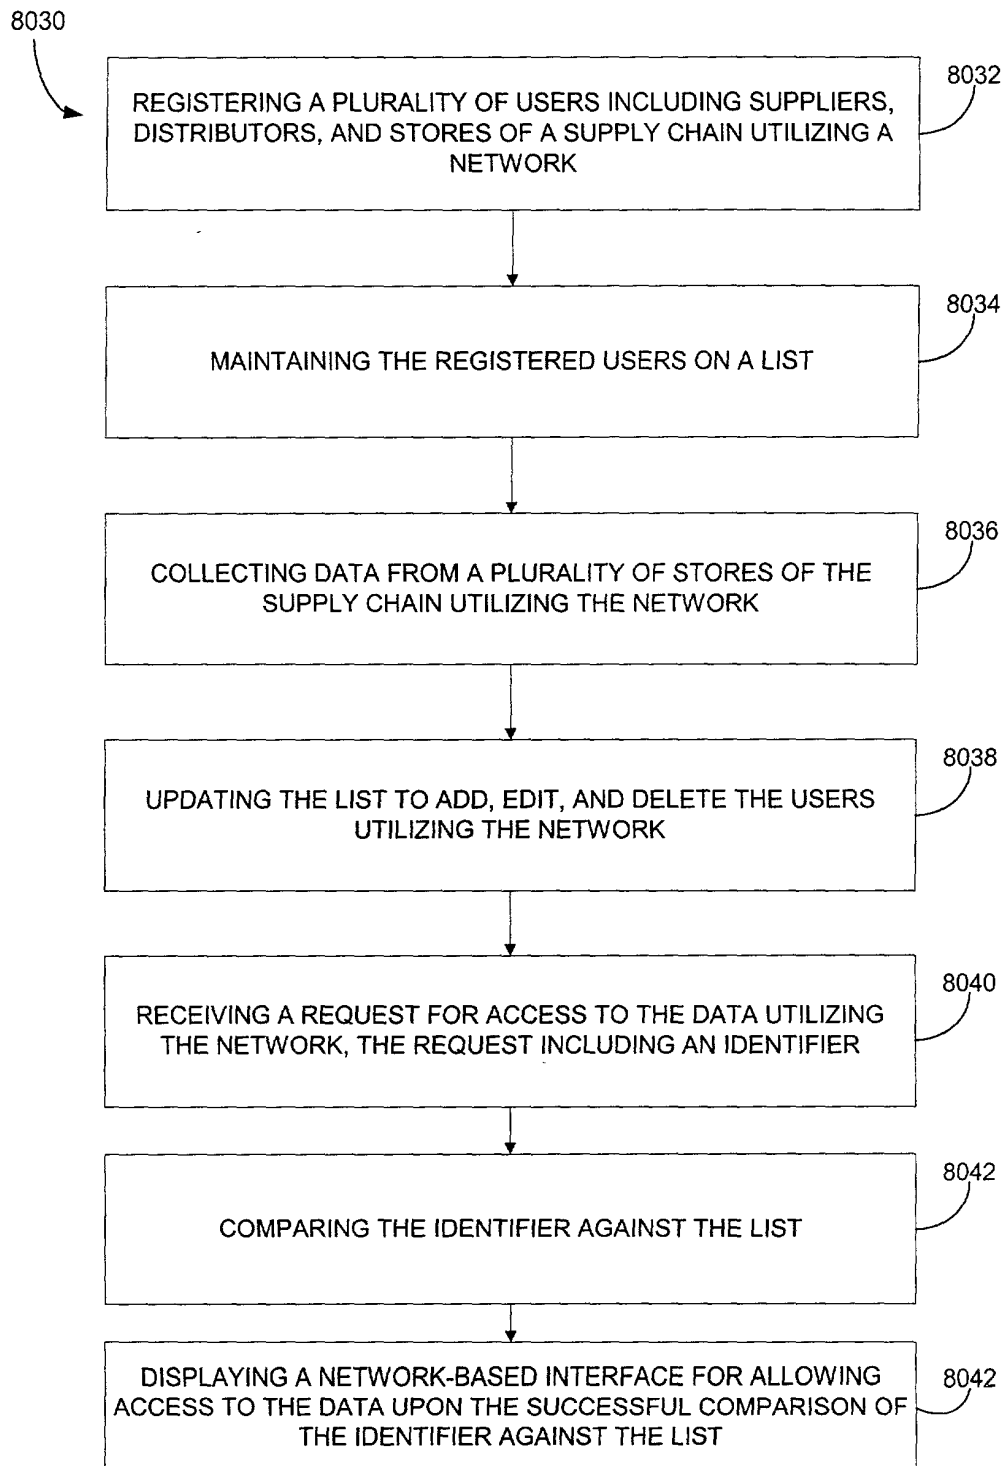 8030
8032
REGISTERING A PLURALITY OF USERS INCLUDING SUPPLIERS,
DISTRIBUTORS, AND STORES OF A SUPPLY CHAIN UTILIZING A
NETWORK
8034
MAINTAINING THE REGISTERED USERS ON A LIST
8036
COLLECTING DATA FROM A PLURALITY OF STORES OF THE
SUPPLY CHAIN UTILIZING THE NETWORK
8038
UPDATING THE LIST TO ADD, EDIT, AND DELETE THE USERS
UTILIZING THE NETWORK
8040
RECEIVING A REQUEST FOR ACCESS TO THE DATA UTILIZING
THE NETWORK, THE REQUEST INCLUDING AN IDENTIFIER
8042
COMPARING THE IDENTIFIER AGAINST THE LIST
8042
DISPLAYING A NETWORK-BASED INTERFACE FOR ALLOWING
ACCESS TO THE DATA UPON THE SUCCESSFUL COMPARISON OF
THE IDENTIFIER AGAINST THE LIST